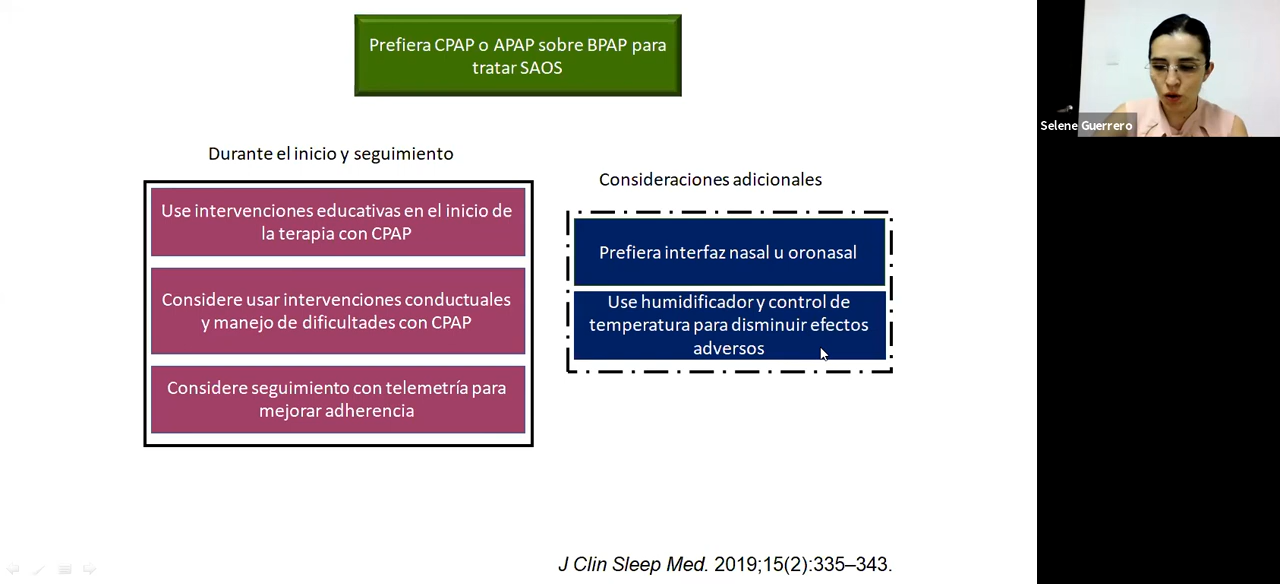 Prefiera CPAP o APAP sobre BPAP para
tratar SAOS
Selene Guerrero
Durante el inicio y seguimiento
Use intervenciones educativas en el inicio de
la terapia con CPAP
Considere usar intervenciones conductuales
y manejo de dificultades con CPAP
Considere seguimiento con telemetría para
mejorar adherencia
Consideraciones adicionales
Prefiera interfaz nasal u oronasal
Use humidificador y control de
temperatura para disminuir efectos
adversos
J Clin Sleep Med. 2019;15(2):335–343.